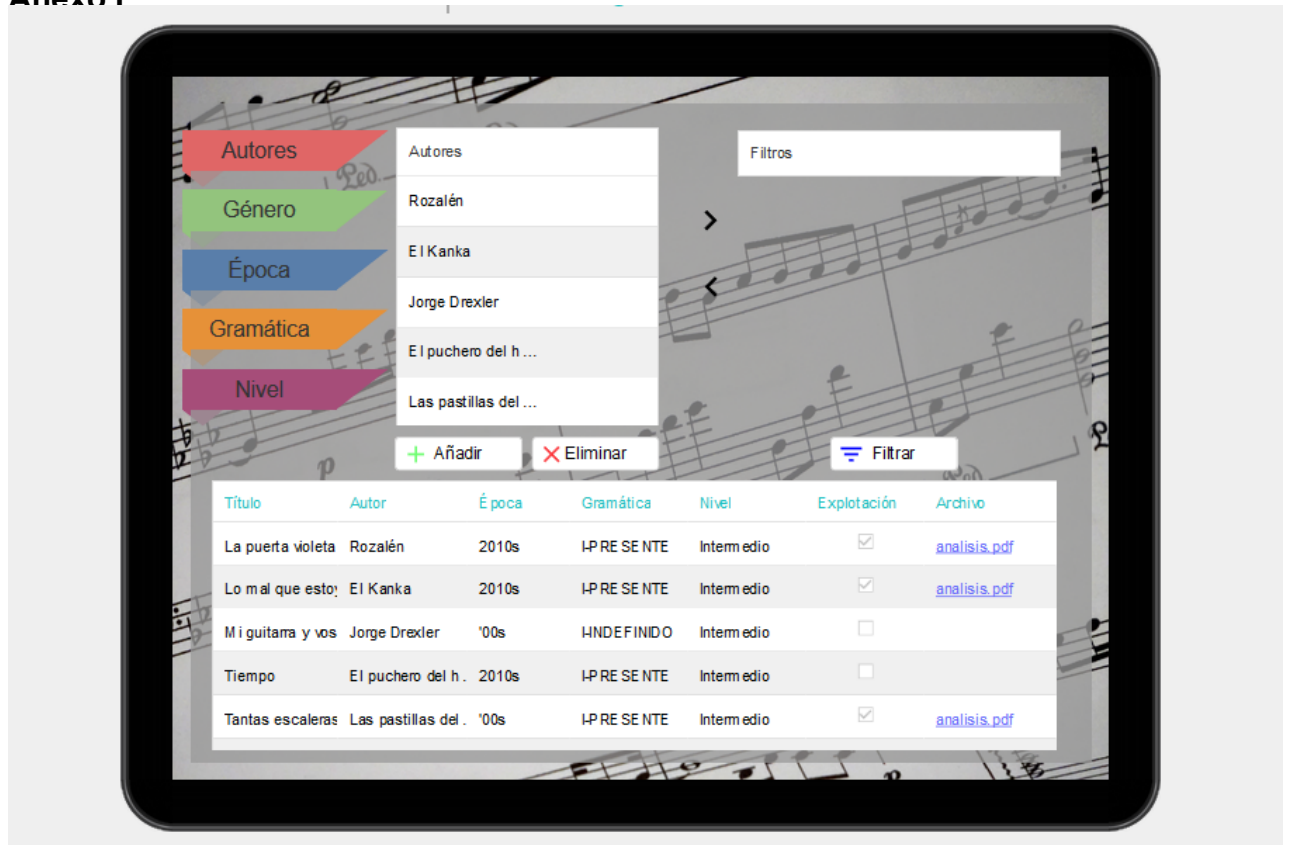 Anexo I
Autores
Género
Época
Gramática
Nivel
Autores
Rozalén
El Kanka
Jorge Drexler
El puchero del h ...
Las pastillas del ...
Filtros
Añadir
Eliminar
Filtrar
Título Autor Época Gramática Nivel Explotación Archivo
La puerta violeta Rozalén 2010s I-PRESENTE Intermedio analisis.pdf
Lo mal que estoy El Kanka 2010s I-PRESENTE Intermedio analisis.pdf
Mi guitarra y vos Jorge Drexler '00s I-INDEFINIDO Intermedio
Tiempo El puchero del h . 2010s I-PRESENTE Intermedio
Tantas escaleras Las pastillas del . '00s I-PRESENTE Intermedio analisis.pdf